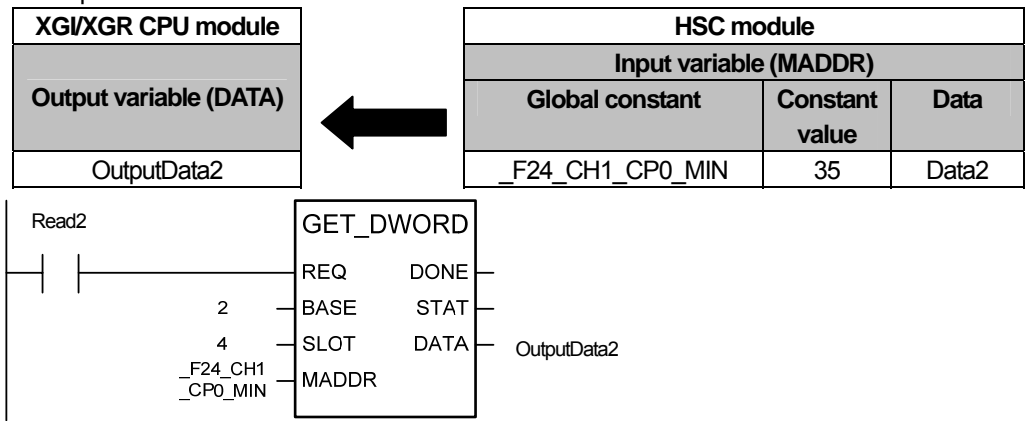 XGI/XGR CPU module
Output variable (DATA)
OutputData2
HSC module
Input variable (MADDR)
Global constant Constant value Data
_F24_CH1_CP0_MIN 35 Data2
Read2
GET_DWORD
REQ DONE
2 BASE STAT
4 SLOT DATA OutputData2
_F24_CH1
_CP0_MIN MADDR